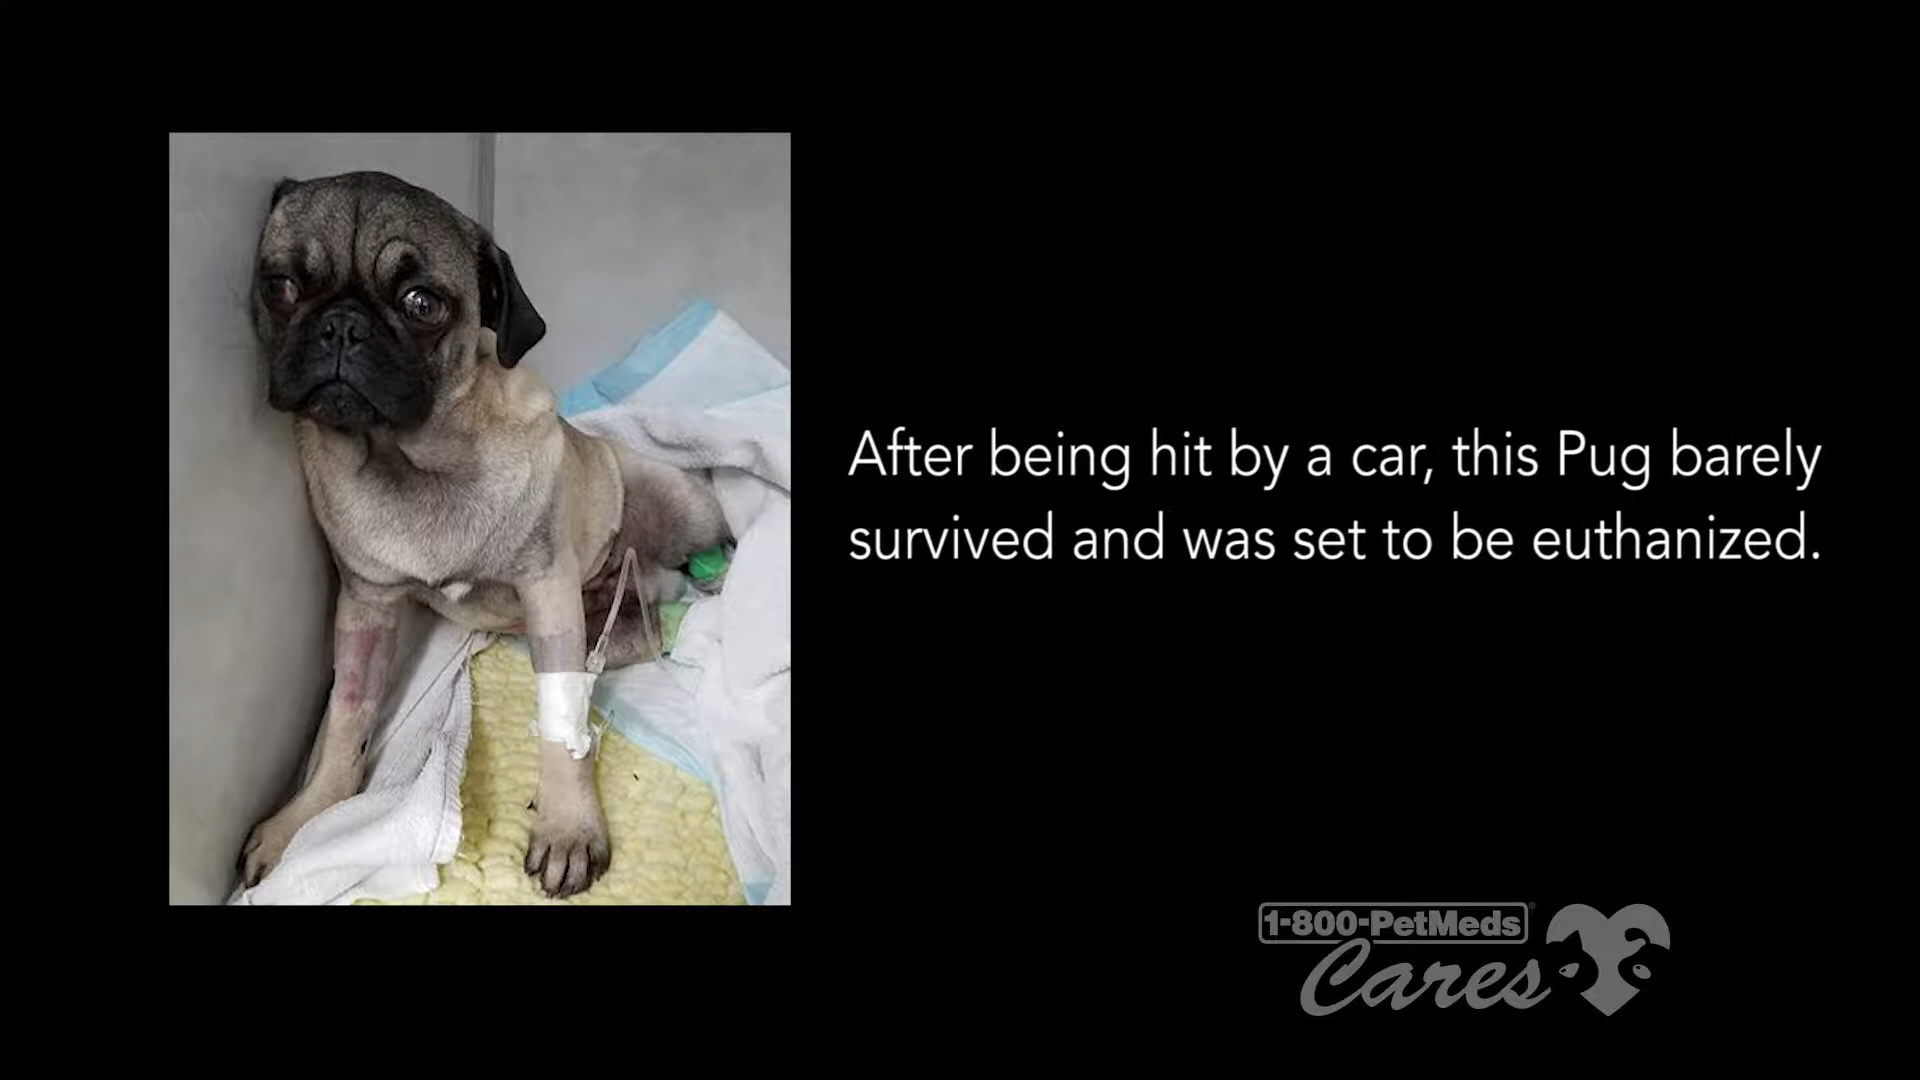 After being hit by a car, this Pug barely
survived and was set to be euthanized.
1-800-PetMeds®
Cares